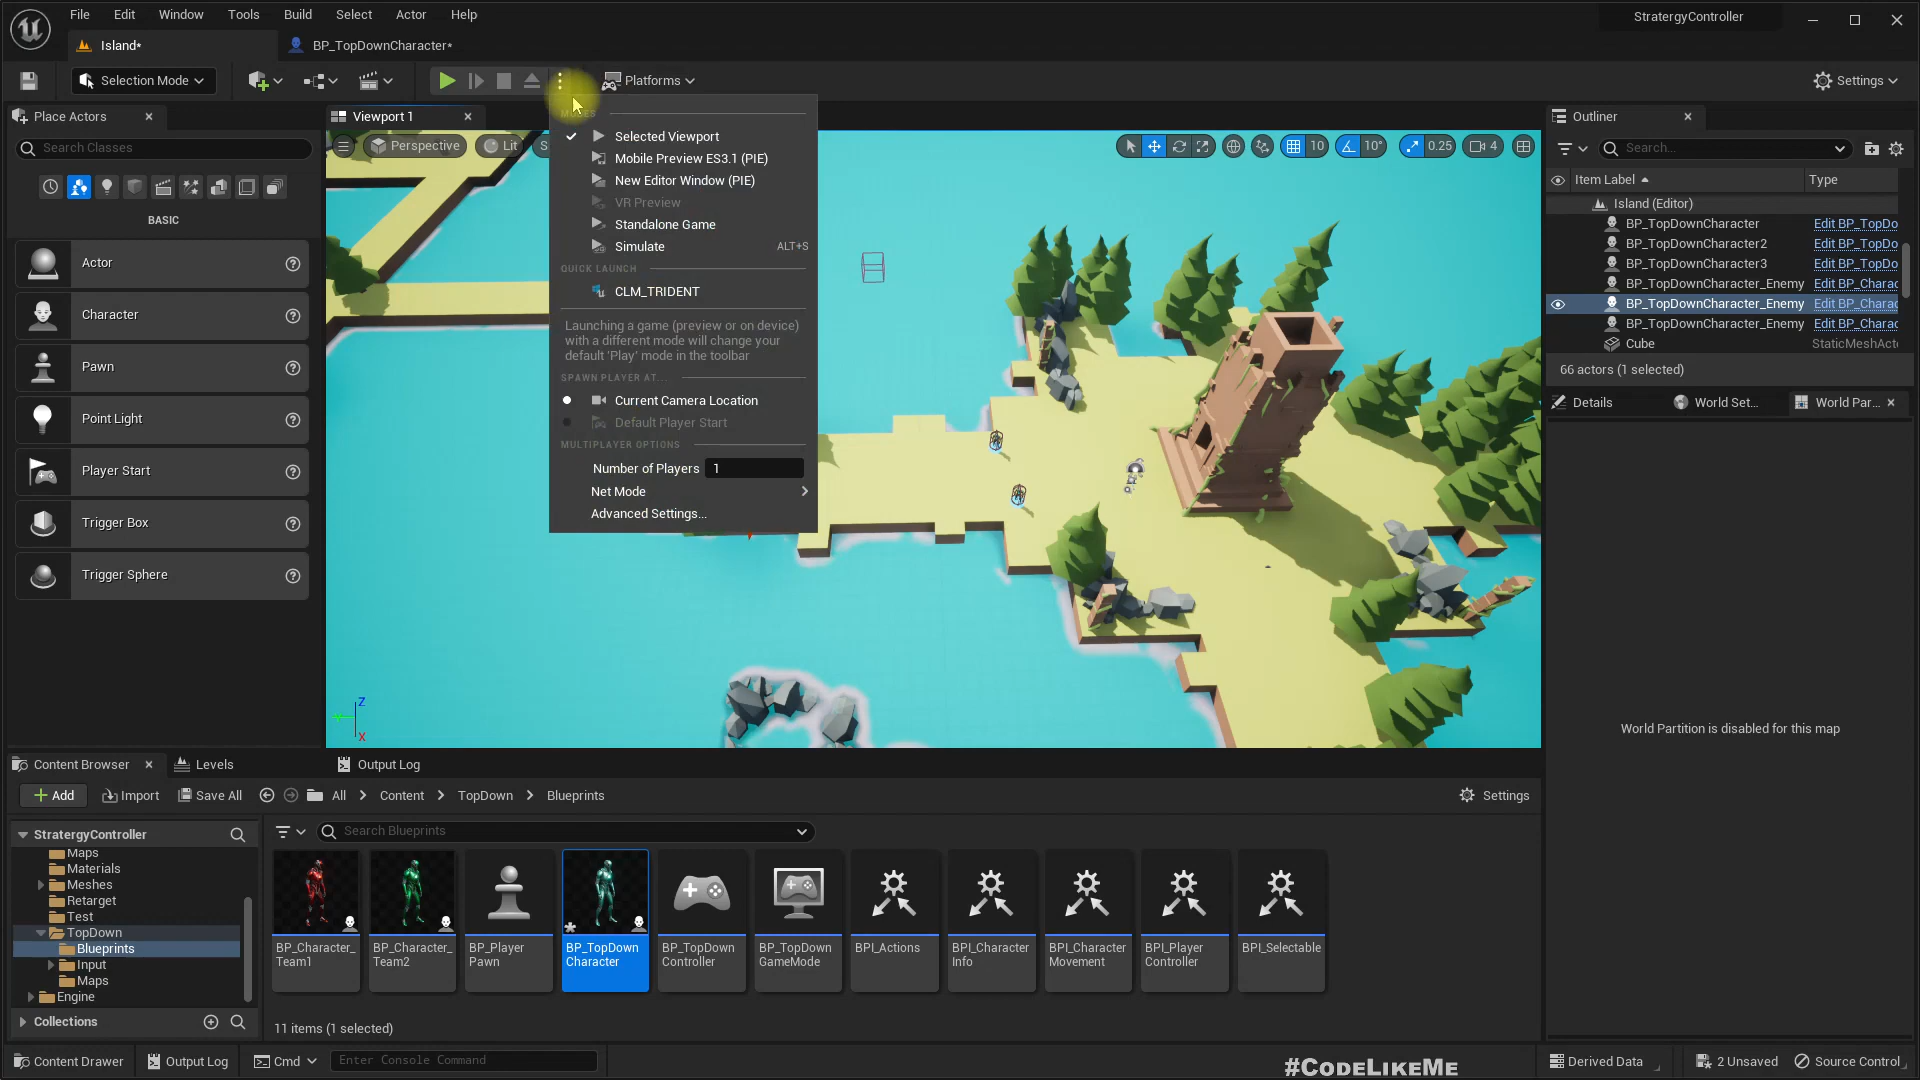 File Edit Window Tools Build Select Actor Help
StratergyController
Island*
BP_TopDownCharacter*
Selection Mode
Platforms
Settings
Place Actors
Search Classes
BASIC
Actor
Character
Pawn
Point Light
Player Start
Trigger Box
Trigger Sphere
Viewport 1
Perspective
Lit
S
Selected Viewport
Mobile Preview ES3.1 (PIE)
New Editor Window (PIE)
VR Preview
Standalone Game
Simulate ALT+S
QUICK LAUNCH
CLM_TRIDENT
Launching a game (preview or on device)
with a different mode will change your
default 'Play' mode in the toolbar
SPAWN PLAYER AT...
Current Camera Location
Default Player Start
MULTIPLAYER OPTIONS
Number of Players 1
Net Mode
Advanced Settings...
10 10° 0.25 4
Z
X
Outliner
Search...
Item Label Type
Island (Editor)
BP_TopDownCharacter Edit BP_TopDo
BP_TopDownCharacter2 Edit BP_TopDo
BP_TopDownCharacter3 Edit BP_TopDo
BP_TopDownCharacter_Enemy Edit BP_Charac
BP_TopDownCharacter_Enemy Edit BP_Charac
BP_TopDownCharacter_Enemy Edit BP_Charac
Cube StaticMeshActo
66 actors (1 selected)
Details
World Set...
World Par...
World Partition is disabled for this map
Content Browser
Levels
Output Log
Add
Import
Save All
All Content TopDown Blueprints
Settings
StratergyController
Maps
Materials
Meshes
Retarget
Test
TopDown
Blueprints
Input
Maps
Engine
Collections
Search Blueprints
BP_Character_
Team1
BP_Character_
Team2
BP_Player
Pawn
BP_TopDown
Character
BP_TopDown
Controller
BP_TopDown
GameMode
BPI_Actions
BPI_Character
Info
BPI_Character
Movement
BPI_Player
Controller
BPI_Selectable
11 items (1 selected)
Content Drawer
Output Log
Cmd
Enter Console Command
#CODELIKEME
Derived Data
2 Unsaved
Source Control